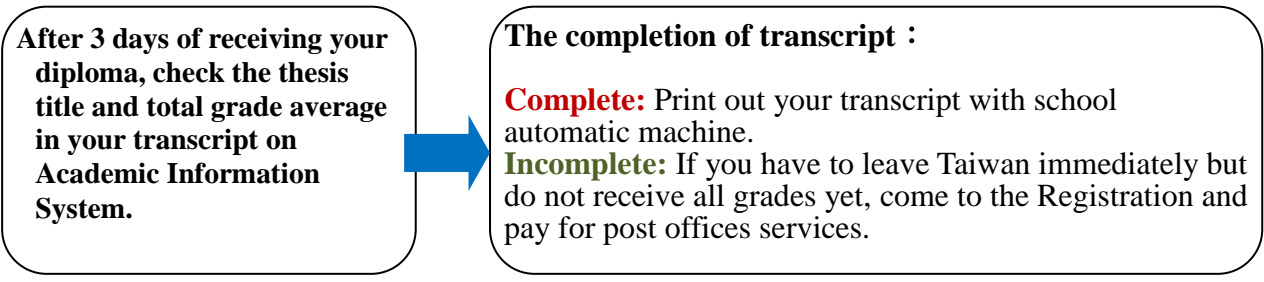 After 3 days of receiving your
diploma, check the thesis
title and total grade average
in your transcript on
Academic Information
System.
The completion of transcript：
Complete: Print out your transcript with school
automatic machine.
Incomplete: If you have to leave Taiwan immediately but
do not receive all grades yet, come to the Registration and
pay for post offices services.